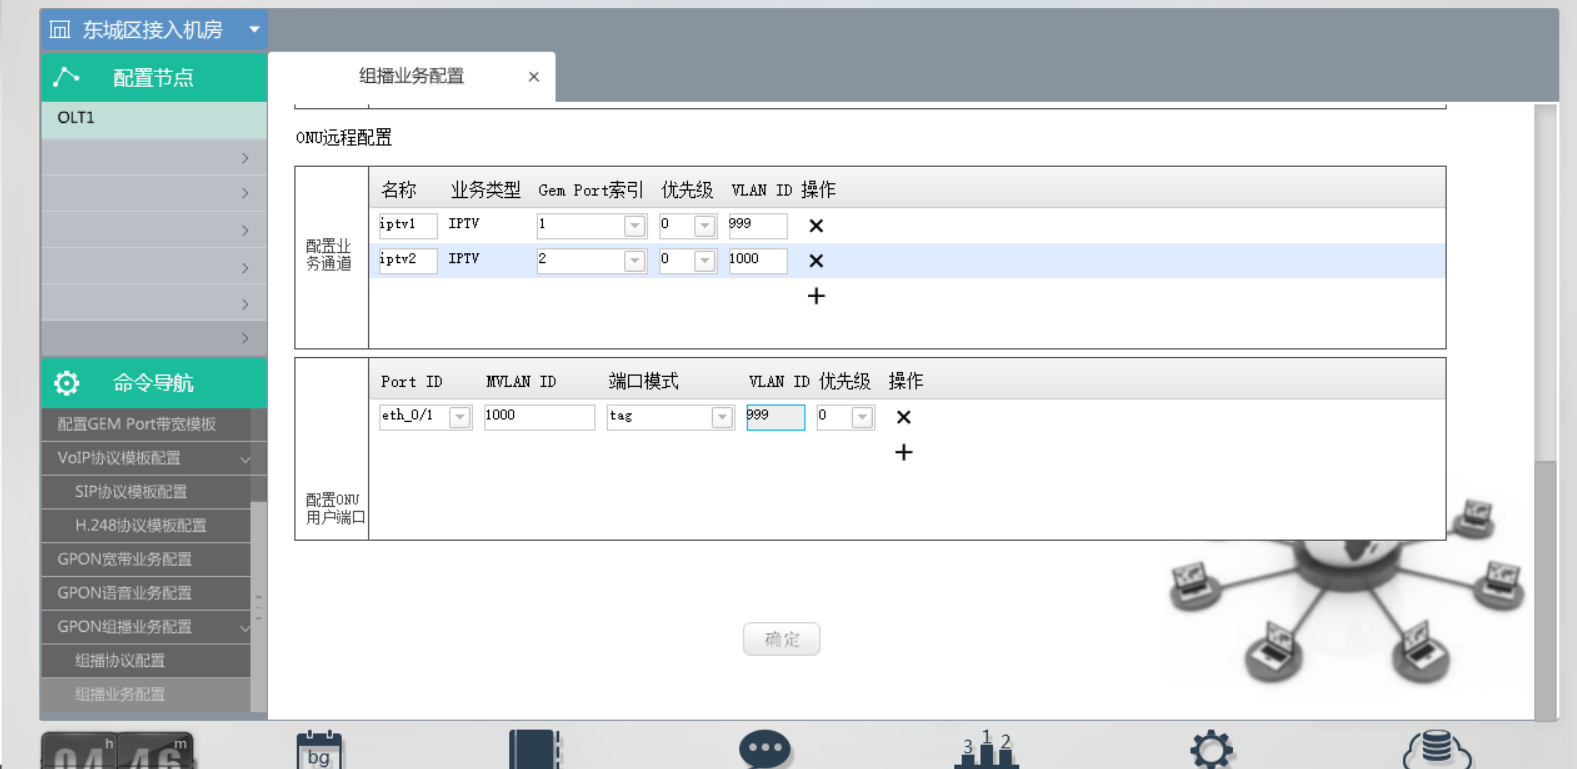 东城区接入机房
配置节点
组播业务配置 ×
OLT1
ONU远程配置
名称 业务类型 Gem Port索引 优先级 VLAN ID 操作
配置业务通道
iptv1 IPTV 1 0 999
iptv2 IPTV 2 0 1000
命令导航
配置GEM Port带宽模板
VoIP协议模板配置
SIP协议模板配置
H.248协议模板配置
GPON宽带业务配置
GPON语音业务配置
GPON组播业务配置
组播协议配置
组播业务配置
Port ID MVLAN ID 端口模式 VLAN ID 优先级 操作
eth_0/1 1000 tag 999 0
配置ONU
用户端口
确定
04 h 46 m
bg
3 1 2